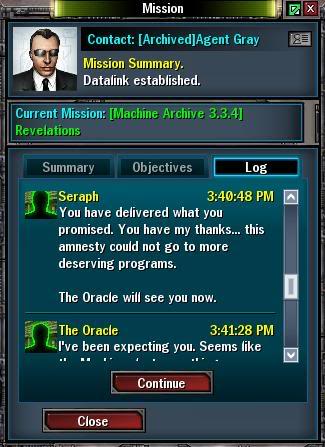 Mission
Contact: [Archived]Agent Gray
Mission Summary.
Datalink established.
Current Mission: [Machine Archive 3.3.4]
Revelations
Summary
Objectives
Log
Seraph 3:40:48 PM
You have delivered what you
promised. You have my thanks... this
amnesty could not go to more
deserving programs.
The Oracle will see you now.
The Oracle 3:41:28 PM
I've been expecting you. Seems like
Continue
Close